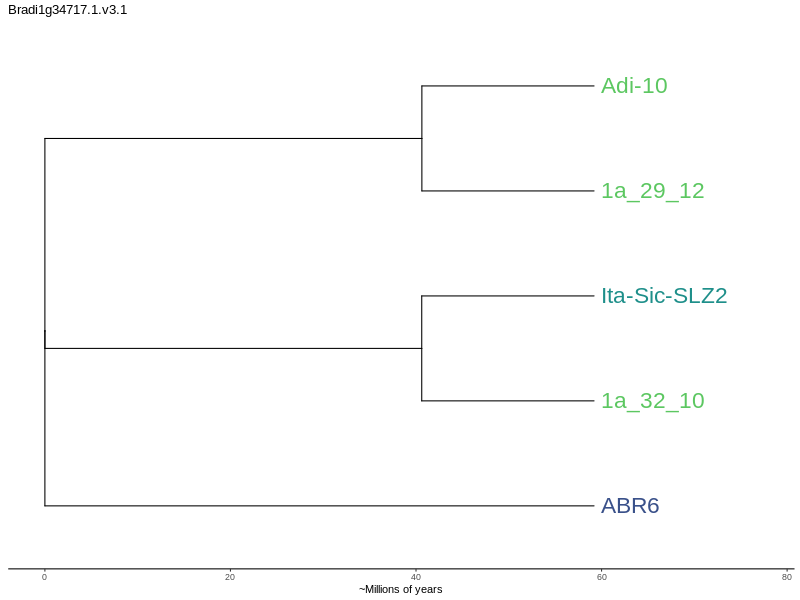 Bradi1g34717.1.v3.1
Adi-10
1a_29_12
Ita-Sic-SLZ2
1a_32_10
ABR6
0 20 40 60 80
~Millions of years